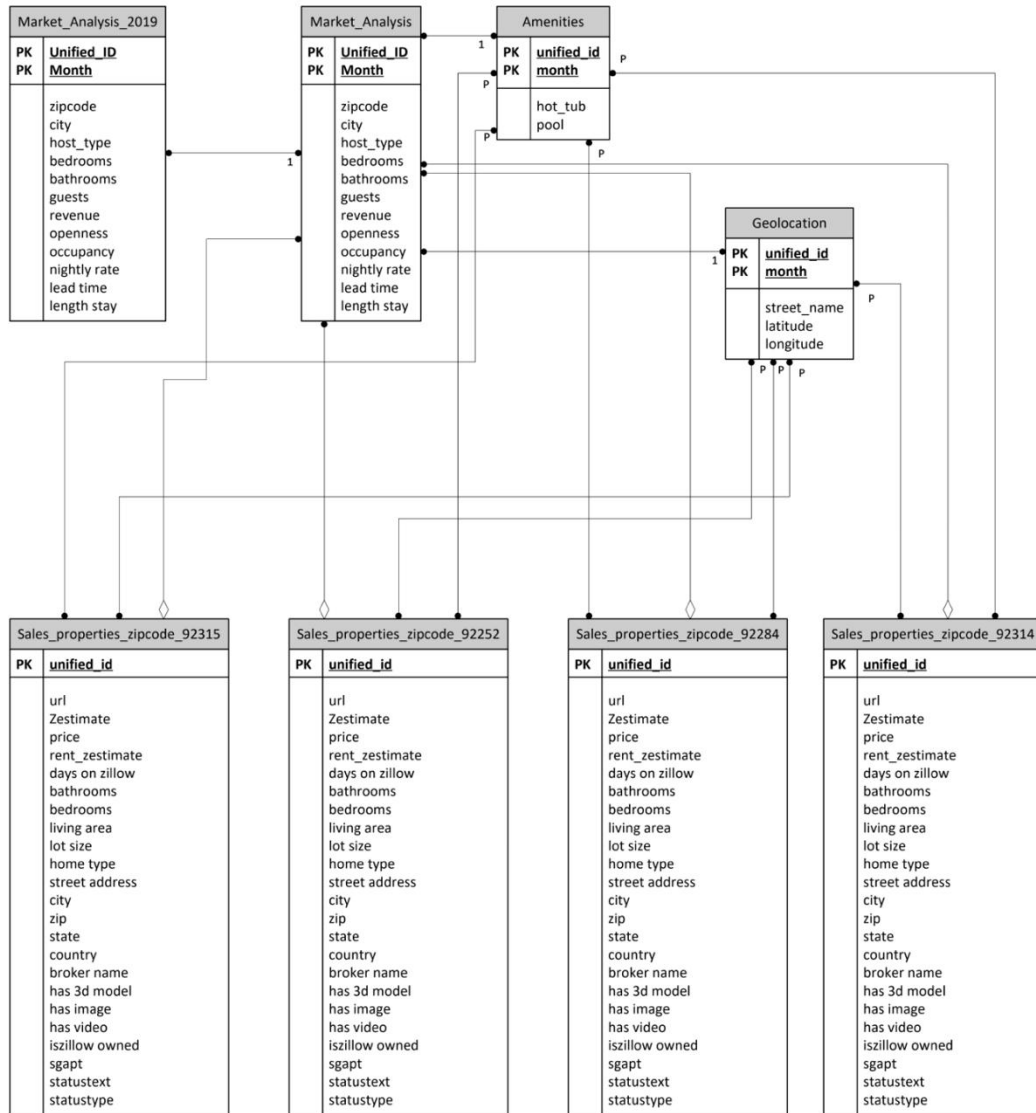 Market_Analysis_2019
PK Unified_ID
PK Month
zipcode
city
host_type
bedrooms
bathrooms
guests
revenue
openness
occupancy
nightly rate
lead time
length stay
Market_Analysis
PK Unified_ID
PK Month
zipcode
city
host_type
bedrooms
bathrooms
guests
revenue
openness
occupancy
nightly rate
lead time
length stay
Amenities
PK unified_id
PK month
hot_tub
pool
1
P
P
P
P
1
Geolocation
PK unified_id
PK month
street_name
latitude
longitude
1
P
P
P
P
Sales_properties_zipcode_92315
PK unified_id
url
Zestimate
price
rent_zestimate
days on zillow
bathrooms
bedrooms
living area
lot size
home type
street address
city
zip
state
country
broker name
has 3d model
has image
has video
iszillow owned
sgapt
statustext
statustype
Sales_properties_zipcode_92252
PK unified_id
url
Zestimate
price
rent_zestimate
days on zillow
bathrooms
bedrooms
living area
lot size
home type
street address
city
zip
state
country
broker name
has 3d model
has image
has video
iszillow owned
sgapt
statustext
statustype
Sales_properties_zipcode_92284
PK unified_id
url
Zestimate
price
rent_zestimate
days on zillow
bathrooms
bedrooms
living area
lot size
home type
street address
city
zip
state
country
broker name
has 3d model
has image
has video
iszillow owned
sgapt
statustext
statustype
Sales_properties_zipcode_92314
PK unified_id
url
Zestimate
price
rent_zestimate
days on zillow
bathrooms
bedrooms
living area
lot size
home type
street address
city
zip
state
country
broker name
has 3d model
has image
has video
iszillow owned
sgapt
statustext
statustype